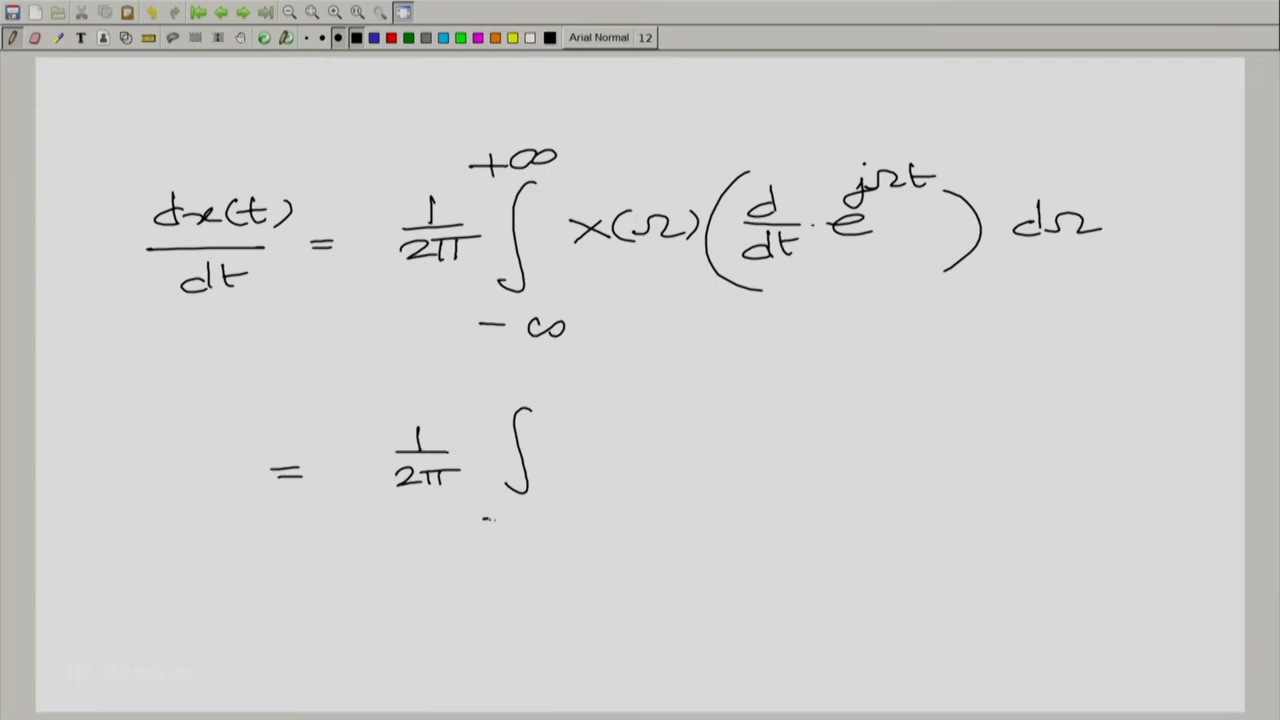 Arial Normal 12
dx(t)/dt = 1/2π ∫_{-∞}^{+∞} X(Ω) (d/dt · e^{jΩt}) dΩ
= 1/2π ∫